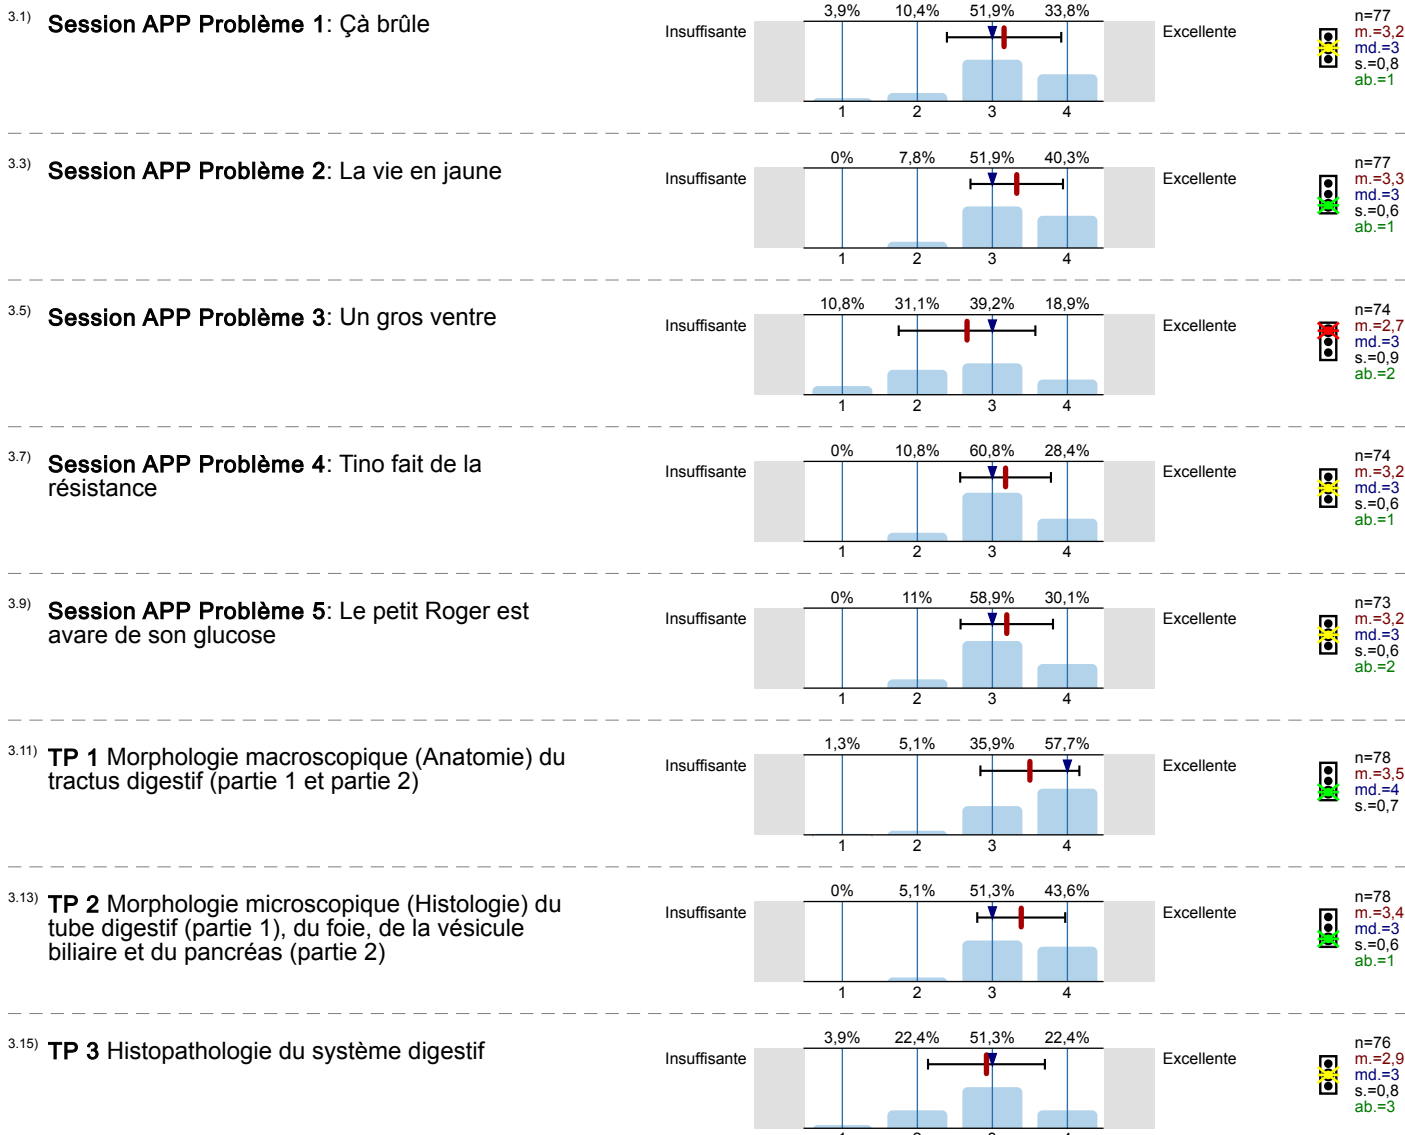 3.1) Session APP Problème 1: Çà brûle
Insuffisante
3,9% 10,4% 51,9% 33,8%
1 2 3 4
Excellente
n=77
m.=3,2
md.=3
s.=0,8
ab.=1
3.3) Session APP Problème 2: La vie en jaune
Insuffisante
0% 7,8% 51,9% 40,3%
1 2 3 4
Excellente
n=77
m.=3,3
md.=3
s.=0,6
ab.=1
3.5) Session APP Problème 3: Un gros ventre
Insuffisante
10,8% 31,1% 39,2% 18,9%
1 2 3 4
Excellente
n=74
m.=2,7
md.=3
s.=0,9
ab.=2
3.7) Session APP Problème 4: Tino fait de la
résistance
Insuffisante
0% 10,8% 60,8% 28,4%
1 2 3 4
Excellente
n=74
m.=3,2
md.=3
s.=0,6
ab.=1
3.9) Session APP Problème 5: Le petit Roger est
avare de son glucose
Insuffisante
0% 11% 58,9% 30,1%
1 2 3 4
Excellente
n=73
m.=3,2
md.=3
s.=0,6
ab.=2
3.11) TP 1 Morphologie macroscopique (Anatomie) du
tractus digestif (partie 1 et partie 2)
Insuffisante
1,3% 5,1% 35,9% 57,7%
1 2 3 4
Excellente
n=78
m.=3,5
md.=4
s.=0,7
3.13) TP 2 Morphologie microscopique (Histologie) du
tube digestif (partie 1), du foie, de la vésicule
biliaire et du pancréas (partie 2)
Insuffisante
0% 5,1% 51,3% 43,6%
1 2 3 4
Excellente
n=78
m.=3,4
md.=3
s.=0,6
ab.=1
3.15) TP 3 Histopathologie du système digestif
Insuffisante
3,9% 22,4% 51,3% 22,4%
Excellente
n=76
m.=2,9
md.=3
s.=0,8
ab.=3